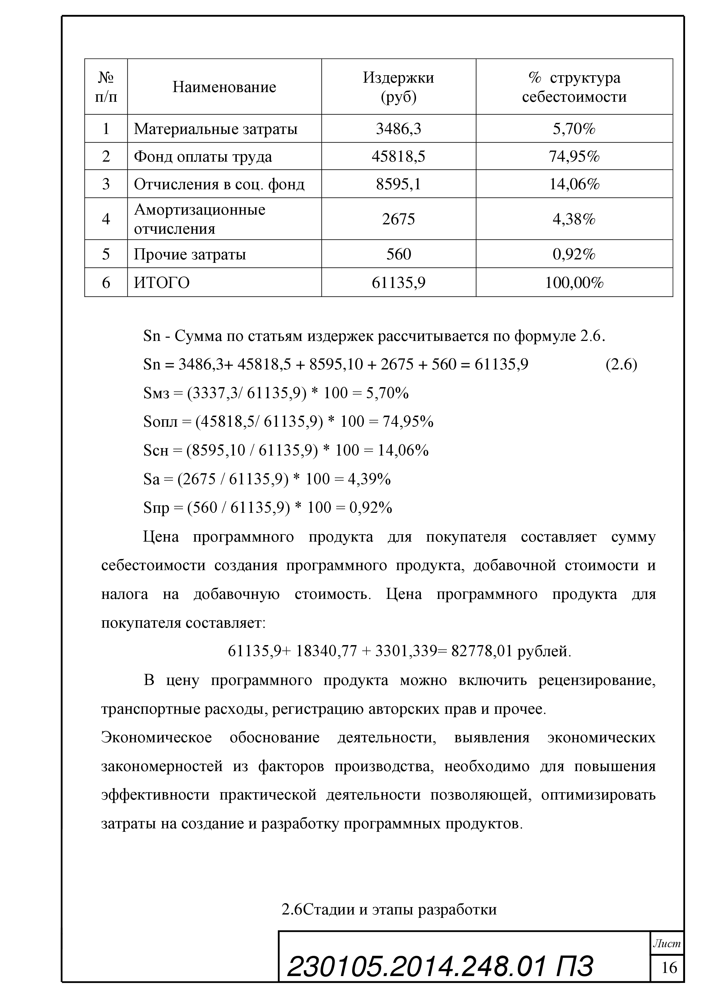 № п/п Наименование Издержки (руб) % структура себестоимости
1 Материальные затраты 3486,3 5,70%
2 Фонд оплаты труда 45818,5 74,95%
3 Отчисления в соц. фонд 8595,1 14,06%
4 Амортизационные отчисления 2675 4,38%
5 Прочие затраты 560 0,92%
6 ИТОГО 61135,9 100,00%
Sn - Сумма по статьям издержек рассчитывается по формуле 2.6.
Sn = 3486,3+ 45818,5 + 8595,10 + 2675 + 560 = 61135,9 (2.6)
Sмз = (3337,3/ 61135,9) * 100 = 5,70%
Sопл = (45818,5/ 61135,9) * 100 = 74,95%
Sсн = (8595,10 / 61135,9) * 100 = 14,06%
Sа = (2675 / 61135,9) * 100 = 4,39%
Sпр = (560 / 61135,9) * 100 = 0,92%
Цена программного продукта для покупателя составляет сумму
себестоимости создания программного продукта, добавочной стоимости и
налога на добавочную стоимость. Цена программного продукта для
покупателя составляет:
61135,9+ 18340,77 + 3301,339= 82778,01 рублей.
В цену программного продукта можно включить рецензирование,
транспортные расходы, регистрацию авторских прав и прочее.
Экономическое обоснование деятельности, выявления экономических
закономерностей из факторов производства, необходимо для повышения
эффективности практической деятельности позволяющей, оптимизировать
затраты на создание и разработку программных продуктов.
2.6Стадии и этапы разработки
230105.2014.248.01 ПЗ
Лист
16